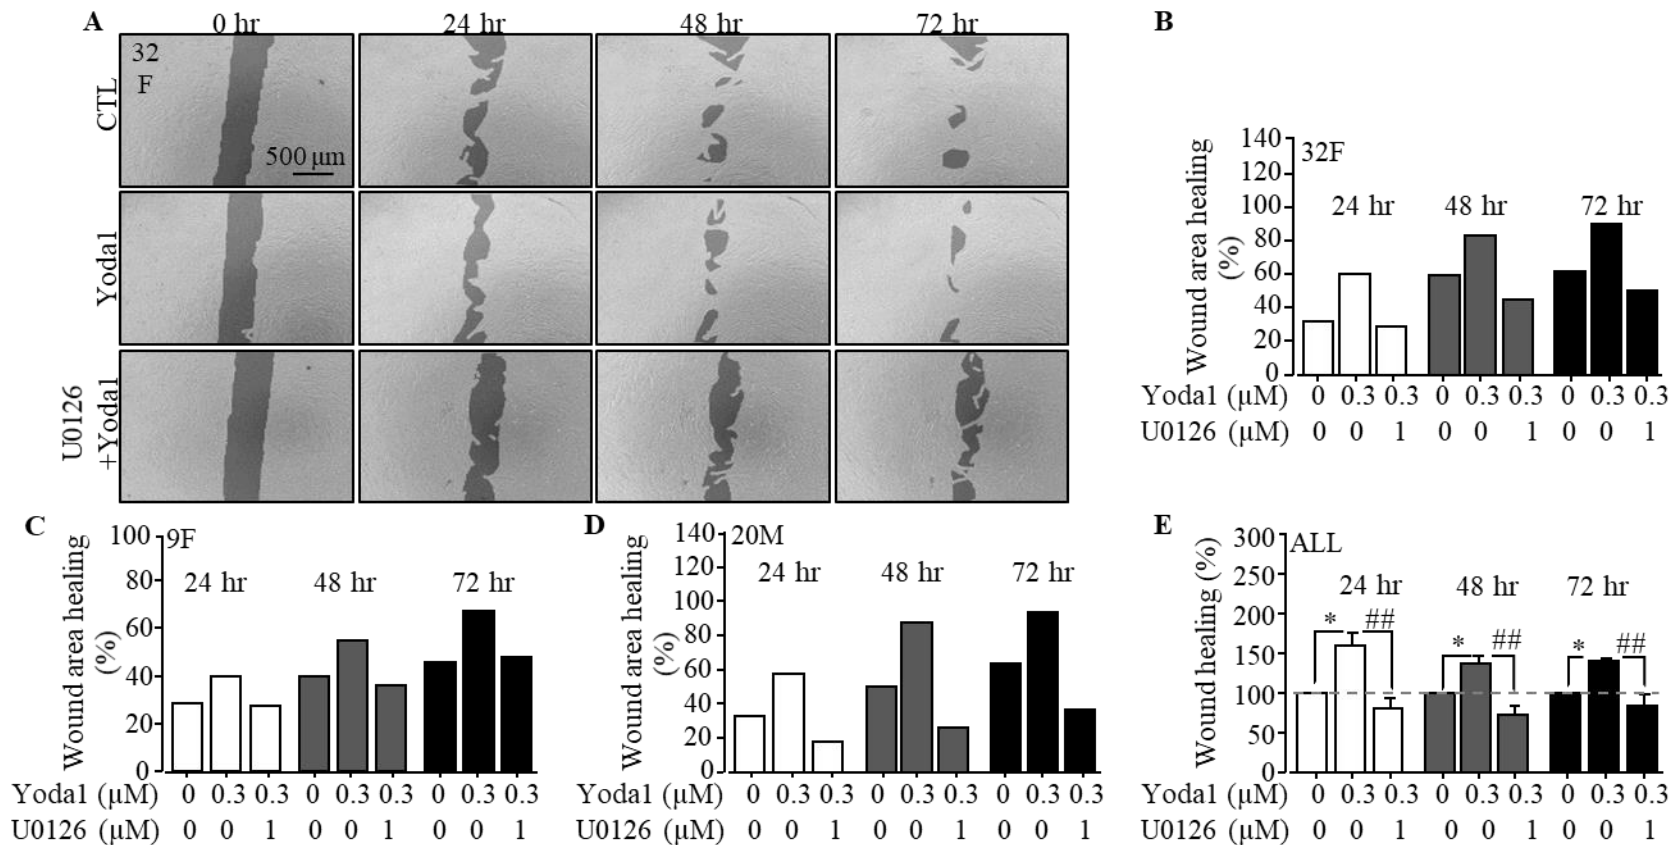 A
0 hr
24 hr
48 hr
72 hr
32
F
CTL
500 μm
Yoda1
U0126
+Yoda1
B
Wound area healing
(%)
140
120
100
80
60
40
20
0
32F
24 hr
48 hr
72 hr
Yoda1 (μM) 0 0.3 0.3 0 0.3 0.3 0 0.3 0.3
U0126 (μM) 0 0 1 0 0 1 0 0 1
C
Wound area healing
(%)
100
80
60
40
20
0
9F
24 hr
48 hr
72 hr
Yoda1 (μM) 0 0.3 0.3 0 0.3 0.3 0 0.3 0.3
U0126 (μM) 0 0 1 0 0 1 0 0 1
D
Wound area healing
(%)
140
120
100
80
60
40
20
0
20M
24 hr
48 hr
72 hr
Yoda1 (μM) 0 0.3 0.3 0 0.3 0.3 0 0.3 0.3
U0126 (μM) 0 0 1 0 0 1 0 0 1
E
Wound healing (%)
300
250
200
150
100
50
0
ALL
24 hr
48 hr
72 hr
* ##
* ##
* ##
Yoda1 (μM) 0 0.3 0.3 0 0.3 0.3 0 0.3 0.3
U0126 (μM) 0 0 1 0 0 1 0 0 1